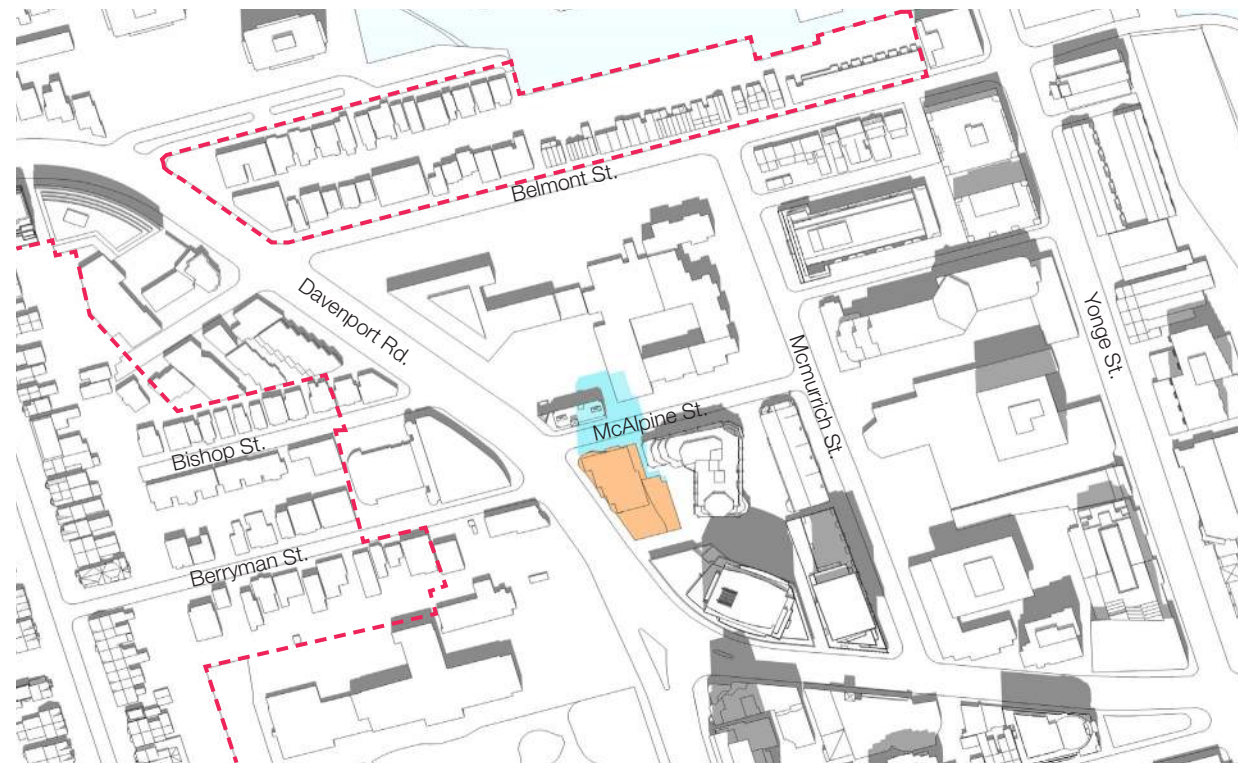 Belmont St.
Davenport Rd.
Yonge St.
Mcmurrich St.
McAlpine St.
Bishop St.
Berryman St.